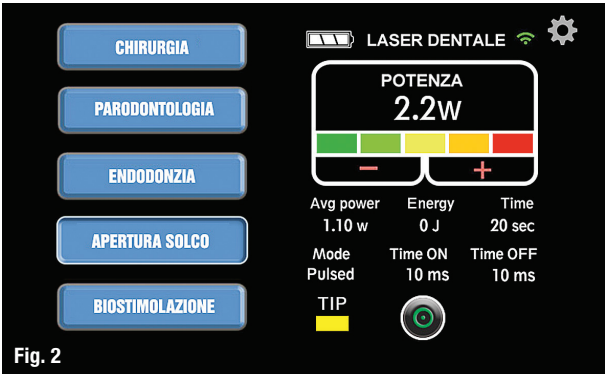 CHIRURGIA
PARODONTOLOGIA
ENDODONZIA
APERTURA SOLCO
BIOSTIMOLAZIONE
LASER DENTALE
POTENZA
2.2W
− +
Avg power Energy Time
1.10 w 0 J 20 sec
Mode Time ON Time OFF
Pulsed 10 ms 10 ms
TIP
Fig. 2